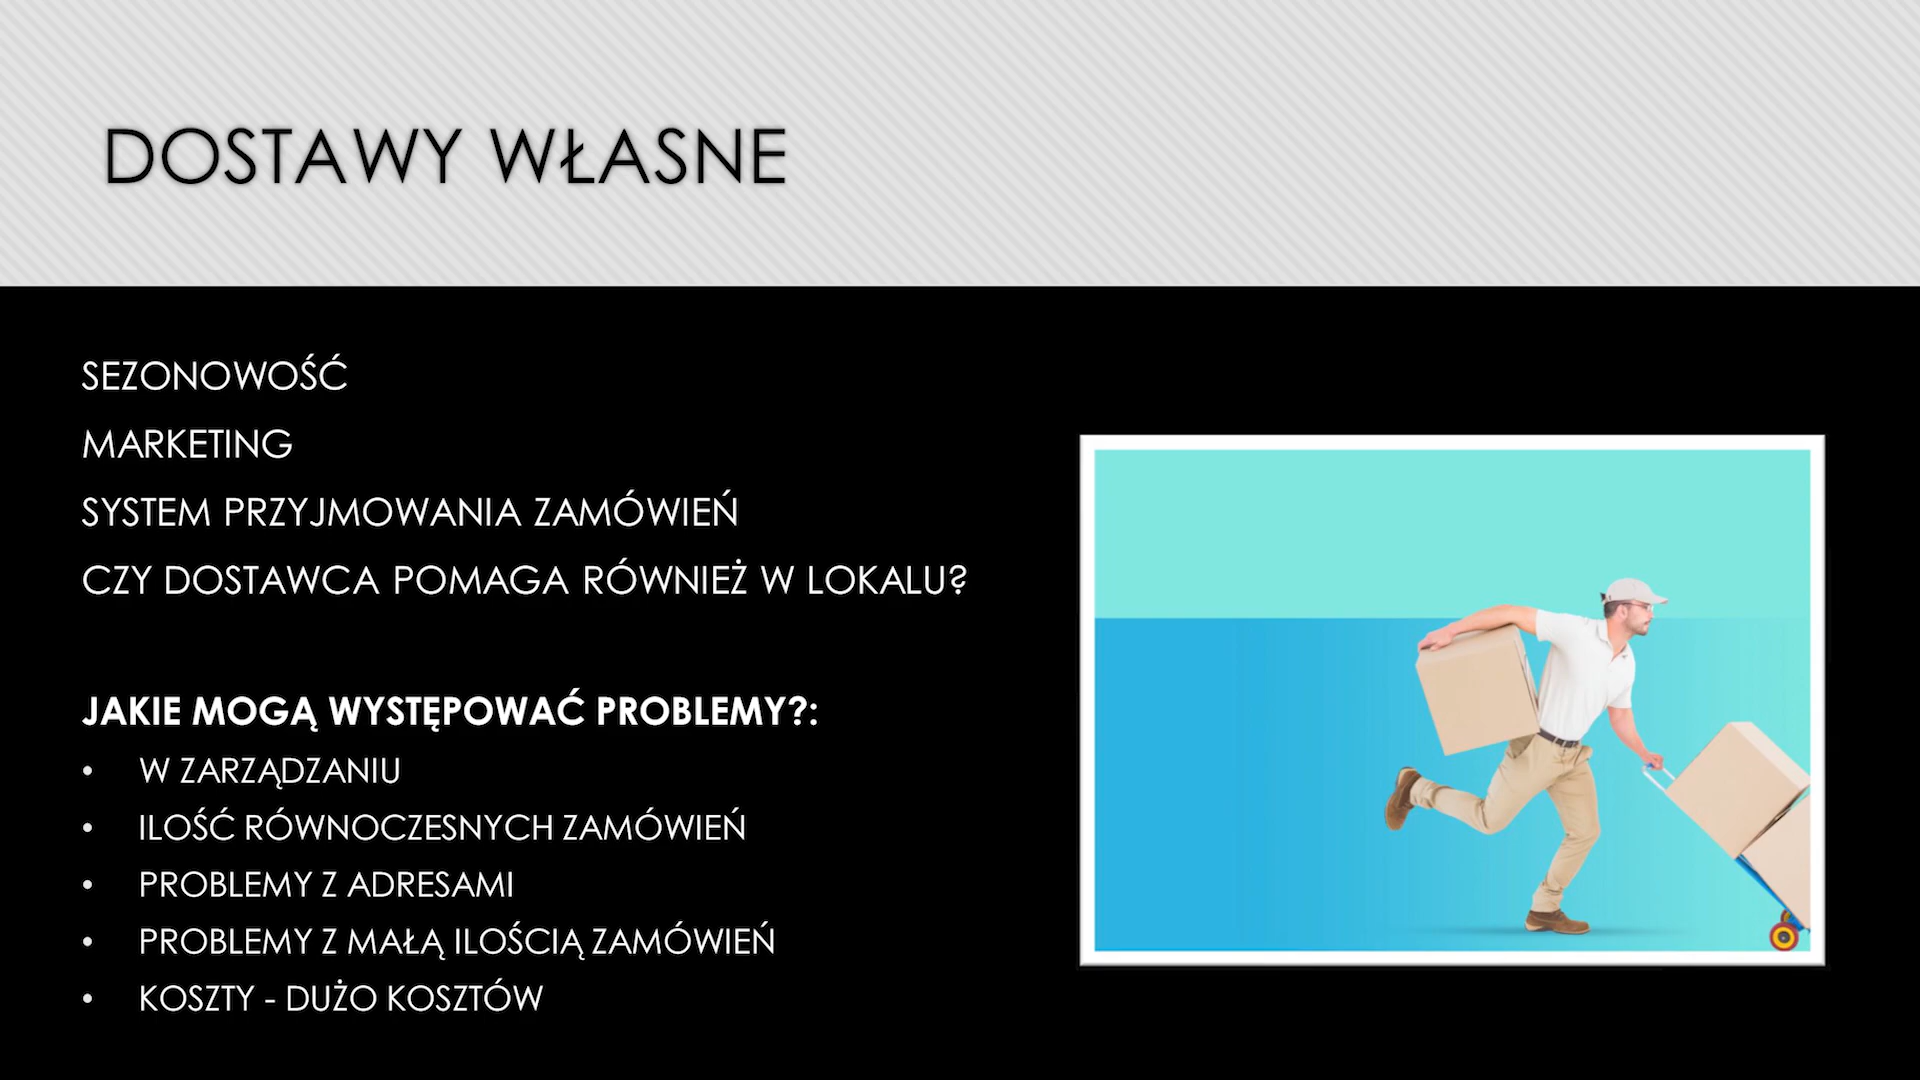 DOSTAWY WŁASNE
SEZONOWOŚĆ
MARKETING
SYSTEM PRZYJMOWANIA ZAMÓWIEŃ
CZY DOSTAWCA POMAGA RÓWNIEŻ W LOKALU?
JAKIE MOGĄ WYSTĘPOWAĆ PROBLEMY?:
• W ZARZĄDZANIU
• ILOŚĆ RÓWNOCZESNYCH ZAMÓWIEŃ
• PROBLEMY Z ADRESAMI
• PROBLEMY Z MAŁĄ ILOŚCIĄ ZAMÓWIEŃ
• KOSZTY - DUŻO KOSZTÓW